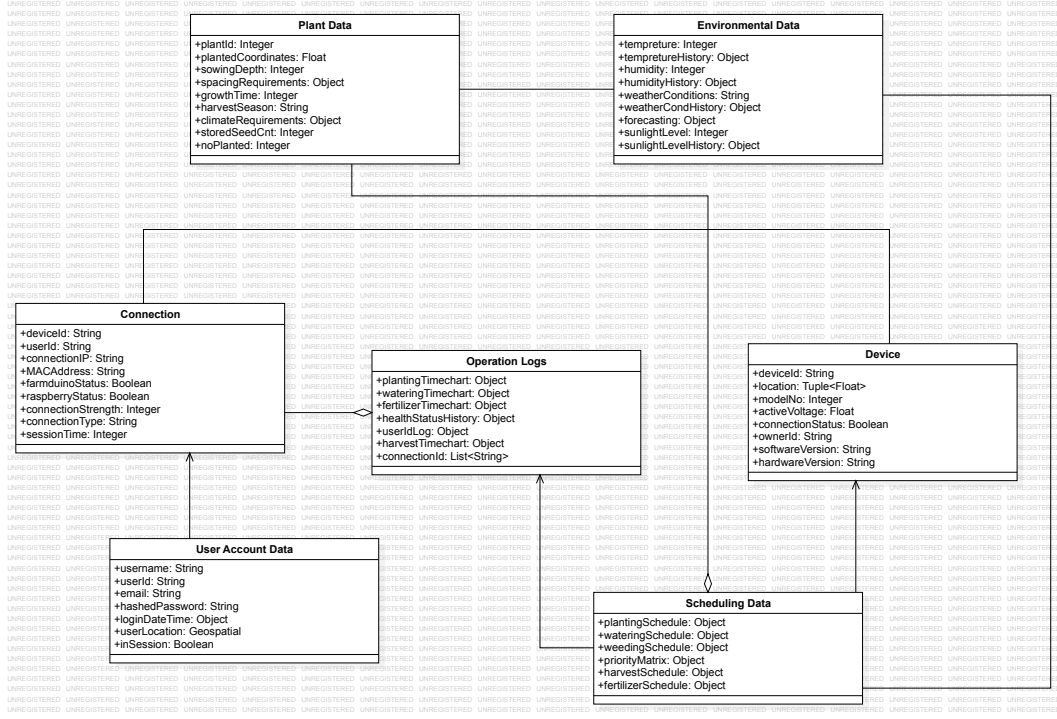 Plant Data
+plantId: Integer
+plantedCoordinates: Float
+sowingDepth: Integer
+spacingRequirements: Object
+growthTime: Integer
+harvestSeason: String
+climateRequirements: Object
+storedSeedCnt: Integer
+noPlanted: Integer
Environmental Data
+tempreture: Integer
+tempretureHistory: Object
+humidity: Integer
+humidityHistory: Object
+weatherConditions: String
+weatherCondHistory: Object
+forecasting: Object
+sunlightLevel: Integer
+sunlightLevelHistory: Object
Connection
+deviceId: String
+userId: String
+connectionIP: String
+MACAddress: String
+farmduinoStatus: Boolean
+raspberryStatus: Boolean
+connectionStrength: Integer
+connectionType: String
+sessionTime: Integer
Operation Logs
+plantingTimechart: Object
+wateringTimechart: Object
+fertilizerTimechart: Object
+healthStatusHistory: Object
+userIdLog: Object
+harvestTimechart: Object
+connectionId: List<String>
Device
+deviceId: String
+location: Tuple<Float>
+modelNo: Integer
+activeVoltage: Float
+connectionStatus: Boolean
+ownerId: String
+softwareVersion: String
+hardwareVersion: String
User Account Data
+username: String
+userId: String
+email: String
+hashedPassword: String
+loginDateTime: Object
+userLocation: Geospatial
+inSession: Boolean
Scheduling Data
+plantingSchedule: Object
+wateringSchedule: Object
+weedingSchedule: Object
+priorityMatrix: Object
+harvestSchedule: Object
+fertilizerSchedule: Object
UNREGISTERED